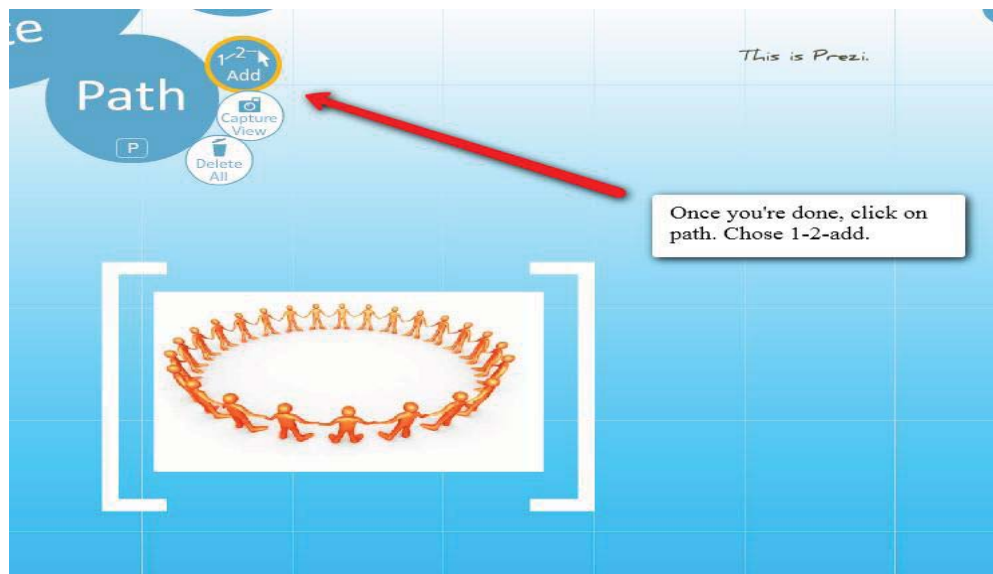 te
This is Prezi.
1-2-
Add
Path
Capture
View
P
Delete
All
Once you're done, click on
path. Chose 1-2-add.